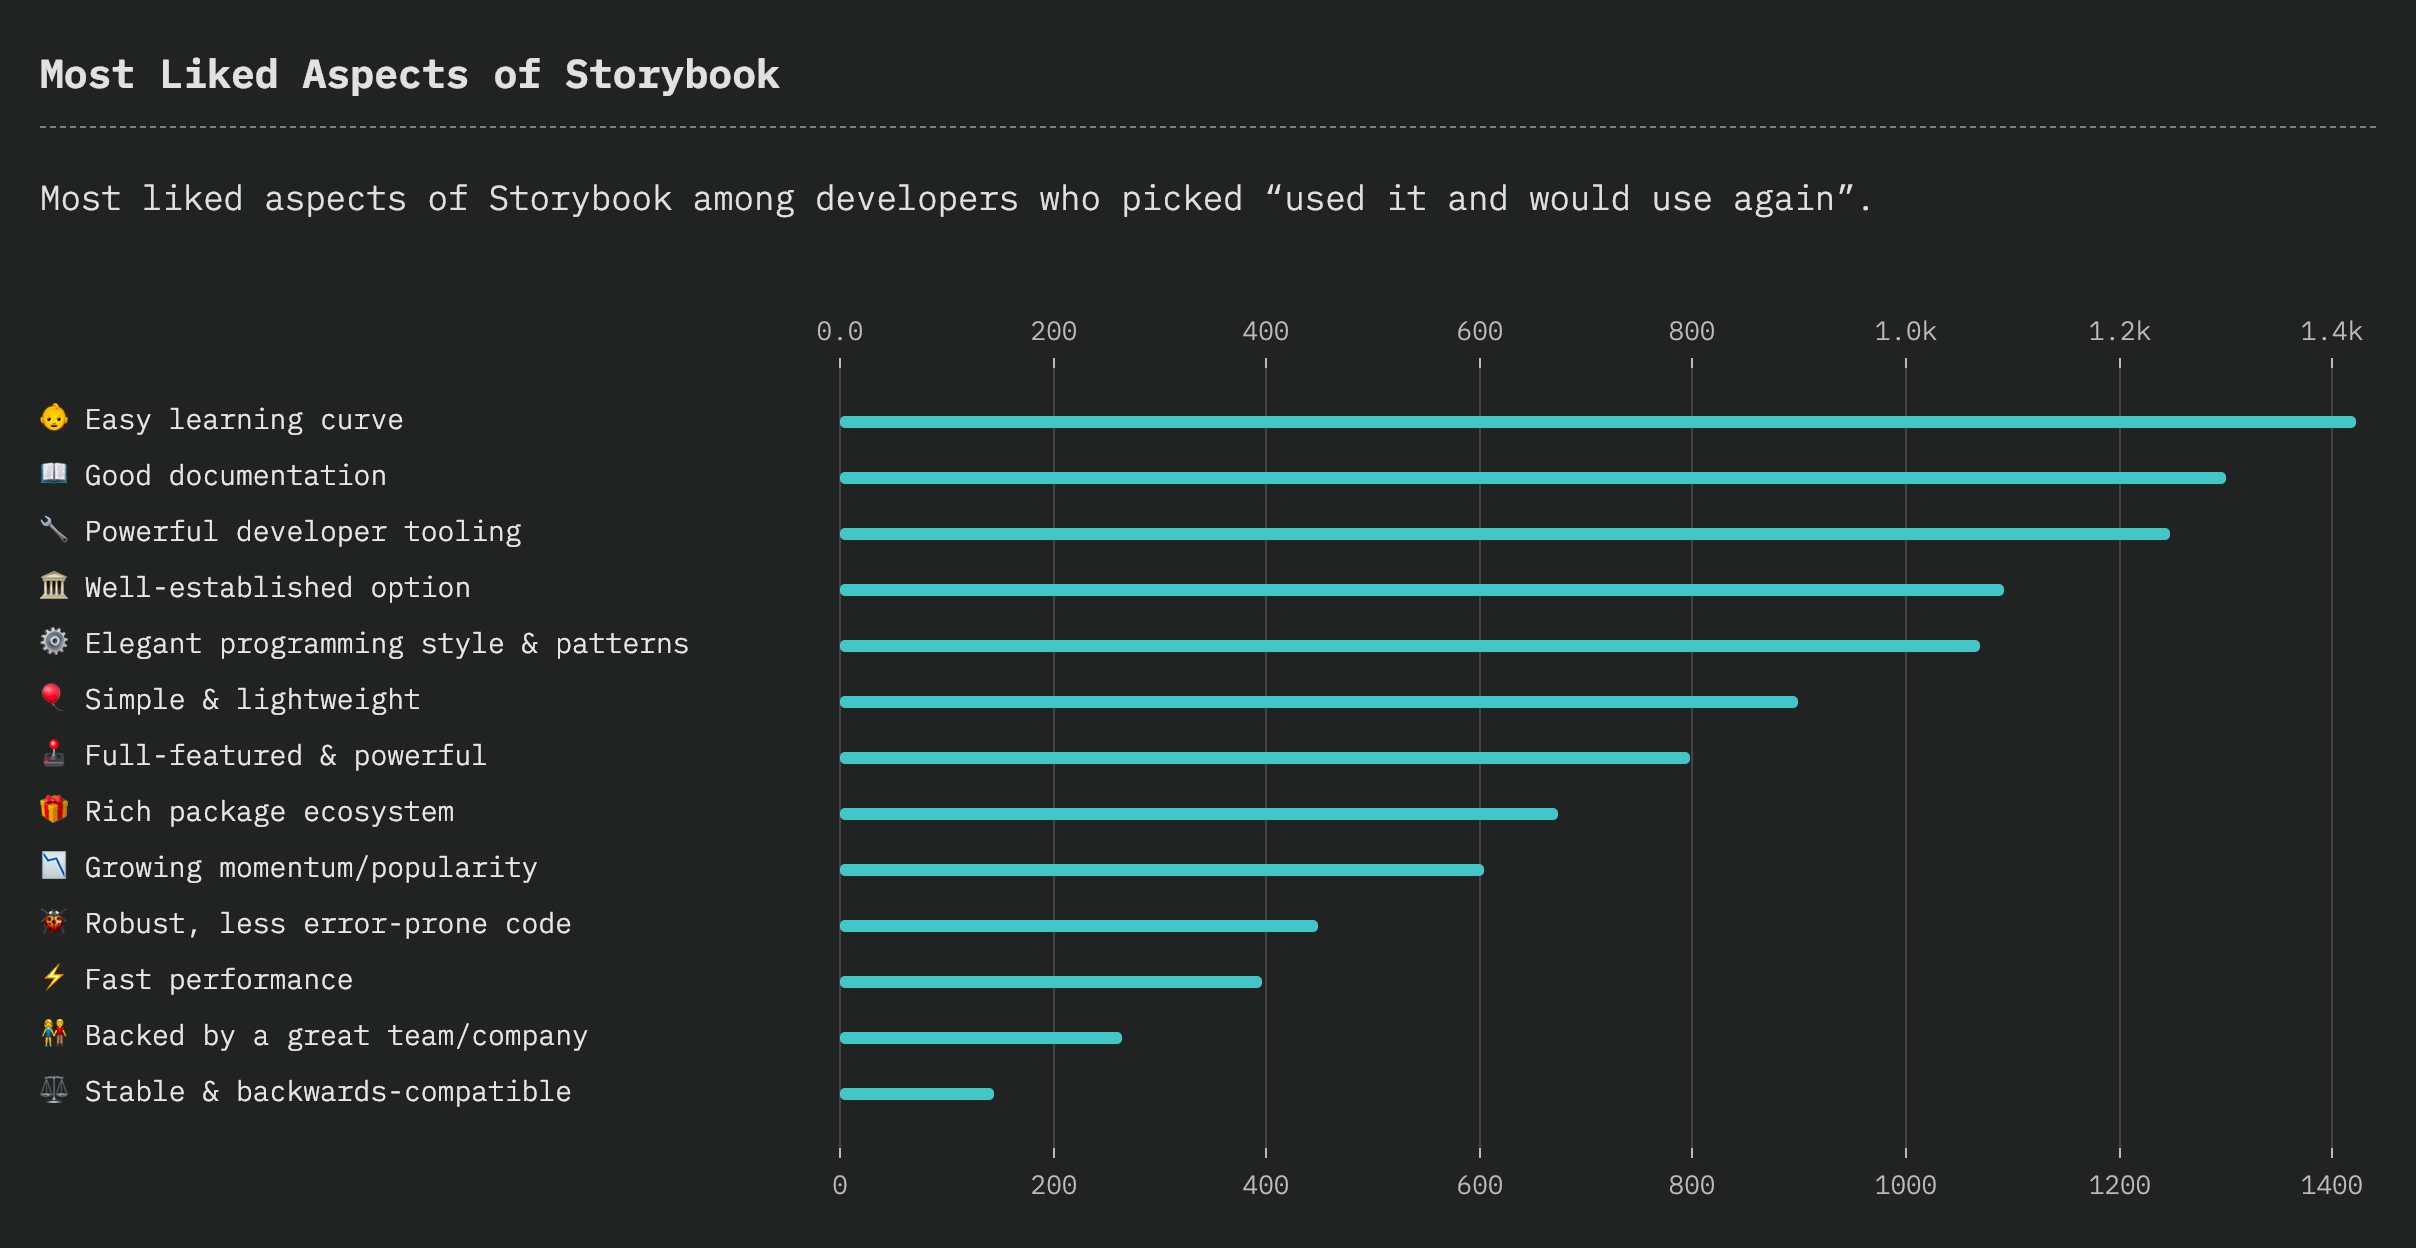 Most Liked Aspects of Storybook
Most liked aspects of Storybook among developers who picked “used it and would use again”.
0.0 200 400 600 800 1.0k 1.2k 1.4k
Easy learning curve
Good documentation
Powerful developer tooling
Well-established option
Elegant programming style & patterns
Simple & lightweight
Full-featured & powerful
Rich package ecosystem
Growing momentum/popularity
Robust, less error-prone code
Fast performance
Backed by a great team/company
Stable & backwards-compatible
0 200 400 600 800 1000 1200 1400